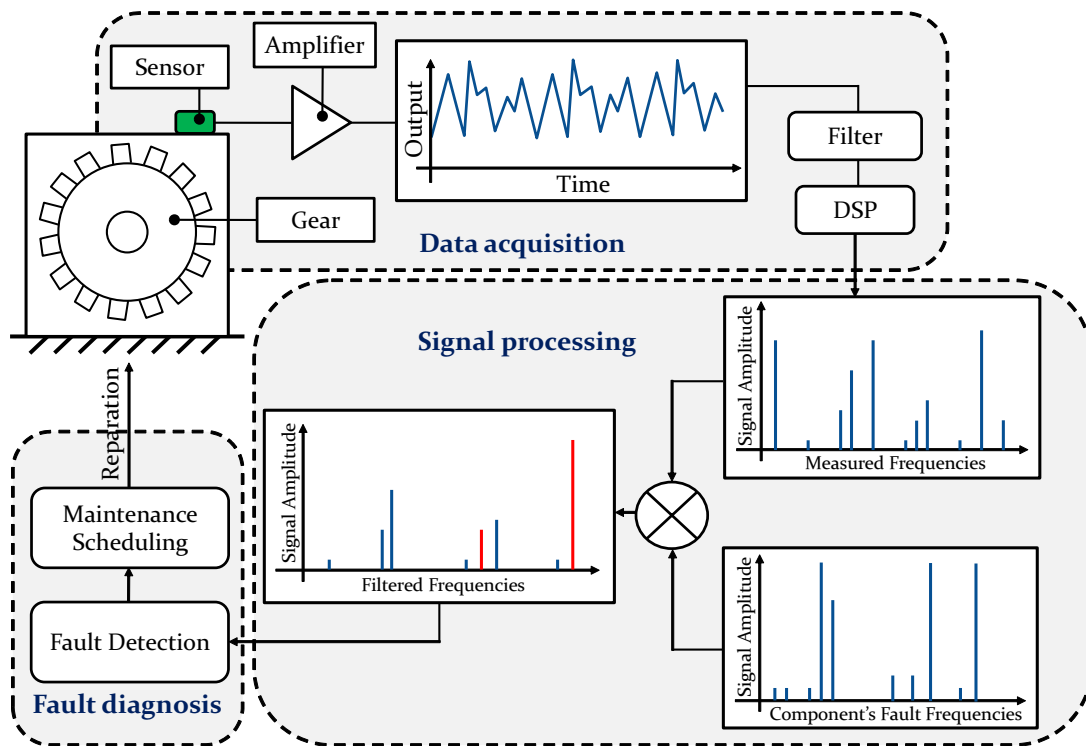 Amplifier
Sensor
Output
Time
Filter
DSP
Gear
Data acquisition
Signal processing
Signal Amplitude
Measured Frequencies
Signal Amplitude
Filtered Frequencies
Signal Amplitude
Component's Fault Frequencies
Reparation
Maintenance
Scheduling
Fault Detection
Fault diagnosis